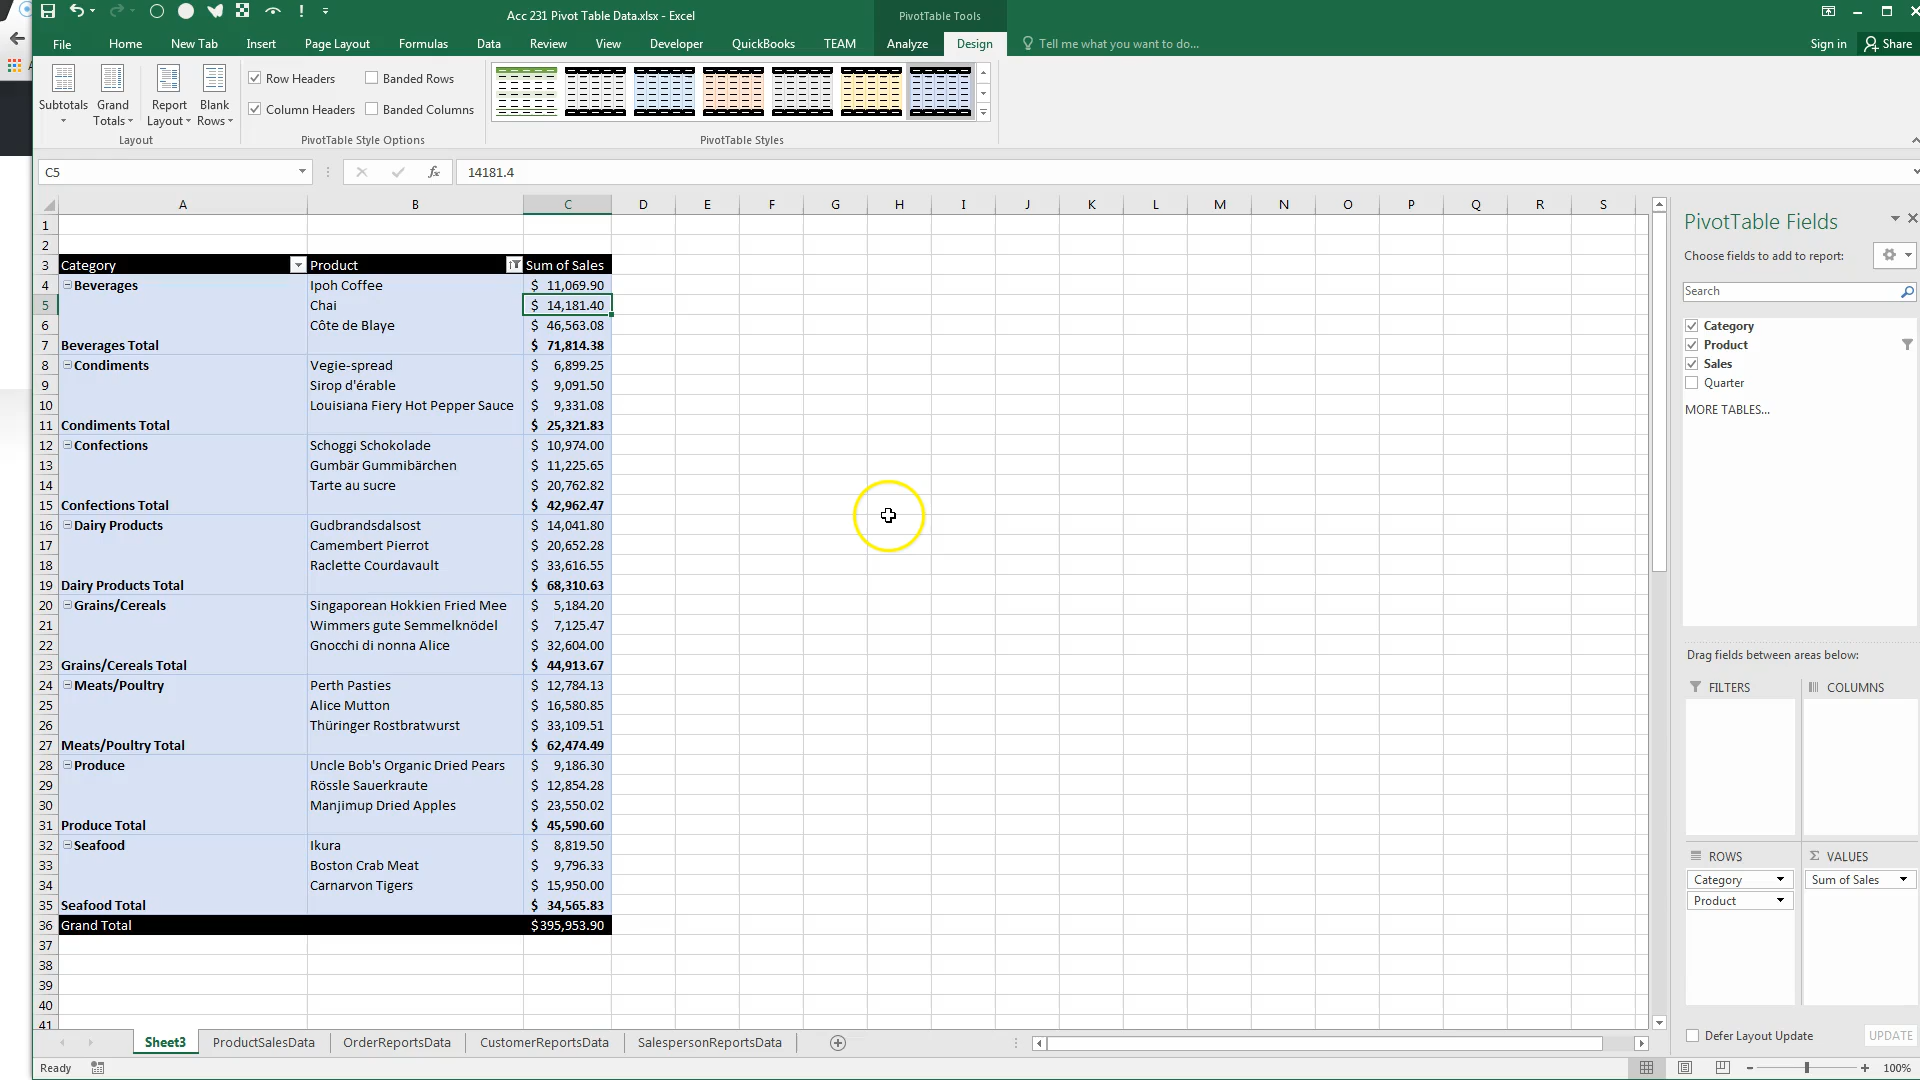 Acc 231 Pivot Table Data.xlsx - Excel
PivotTable Tools
File Home New Tab Insert Page Layout Formulas Data Review View Developer QuickBooks TEAM Analyze Design Tell me what you want to do... Sign in Share
Subtotals Grand Totals Report Layout Blank Rows
Row Headers Banded Rows
Column Headers Banded Columns
Layout PivotTable Style Options PivotTable Styles
C5 fx 14181.4
A B C D E F G H I J K L M N O P Q R S
1
2
3 Category Product Sum of Sales
4 Beverages Ipoh Coffee $ 11,069.90
5 Chai $ 14,181.40
6 Côte de Blaye $ 46,563.08
7 Beverages Total $ 71,814.38
8 Condiments Vegie-spread $ 6,899.25
9 Sirop d'érable $ 9,091.50
10 Louisiana Fiery Hot Pepper Sauce $ 9,331.08
11 Condiments Total $ 25,321.83
12 Confections Schoggi Schokolade $ 10,974.00
13 Gumbär Gummibärchen $ 11,225.65
14 Tarte au sucre $ 20,762.82
15 Confections Total $ 42,962.47
16 Dairy Products Gudbrandsdalsost $ 14,041.80
17 Camembert Pierrot $ 20,652.28
18 Raclette Courdavault $ 33,616.55
19 Dairy Products Total $ 68,310.63
20 Grains/Cereals Singaporean Hokkien Fried Mee $ 5,184.20
21 Wimmers gute Semmelknödel $ 7,125.47
22 Gnocchi di nonna Alice $ 32,604.00
23 Grains/Cereals Total $ 44,913.67
24 Meats/Poultry Perth Pasties $ 12,784.13
25 Alice Mutton $ 16,580.85
26 Thüringer Rostbratwurst $ 33,109.51
27 Meats/Poultry Total $ 62,474.49
28 Produce Uncle Bob's Organic Dried Pears $ 9,186.30
29 Rössle Sauerkraute $ 12,854.28
30 Manjimup Dried Apples $ 23,550.02
31 Produce Total $ 45,590.60
32 Seafood Ikura $ 8,819.50
33 Boston Crab Meat $ 9,796.33
34 Carnarvon Tigers $ 15,950.00
35 Seafood Total $ 34,565.83
36 Grand Total $395,953.90
37
38
39
40
41
PivotTable Fields
Choose fields to add to report:
Search
Category
Product
Sales
Quarter
MORE TABLES...
Drag fields between areas below:
FILTERS COLUMNS
ROWS VALUES
Category Sum of Sales
Product
Defer Layout Update UPDATE
Sheet3 ProductSalesData OrderReportsData CustomerReportsData SalespersonReportsData
Ready 100%